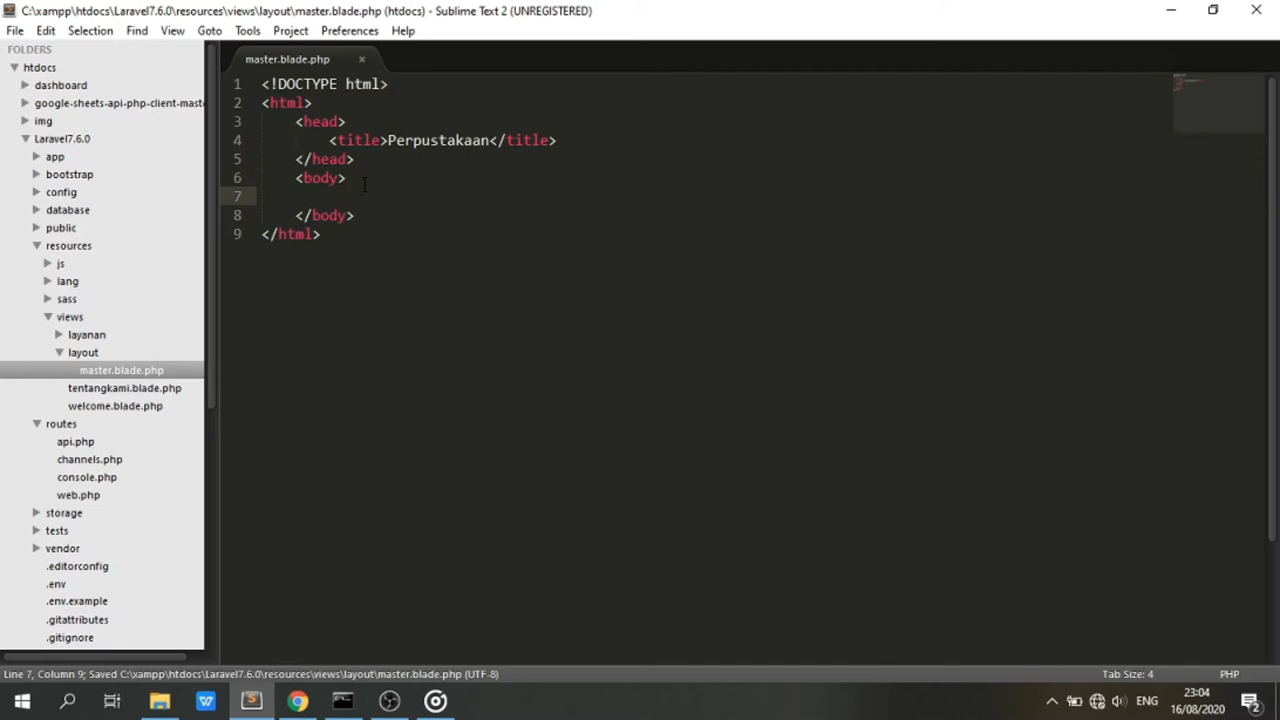 C:\xampp\htdocs\Laravel7.6.0\resources\views\layout\master.blade.php (htdocs) - Sublime Text 2 (UNREGISTERED)
File Edit Selection Find View Goto Tools Project Preferences Help
FOLDERS
htdocs
dashboard
google-sheets-api-php-client-mast
img
Laravel7.6.0
app
bootstrap
config
database
public
resources
js
lang
sass
views
layanan
layout
master.blade.php
tentangkami.blade.php
welcome.blade.php
routes
api.php
channels.php
console.php
web.php
storage
tests
vendor
.editorconfig
.env
.env.example
.gitattributes
.gitignore
master.blade.php ×
1 <!DOCTYPE html>
2 <html>
3 <head>
4 <title>Perpustakaan</title>
5 </head>
6 <body>
7
8 </body>
9 </html>
Line 7, Column 9; Saved C:\xampp\htdocs\Laravel7.6.0\resources\views\layout\master.blade.php (UTF-8) Tab Size: 4 PHP
ENG 23:04
16/08/2020 2